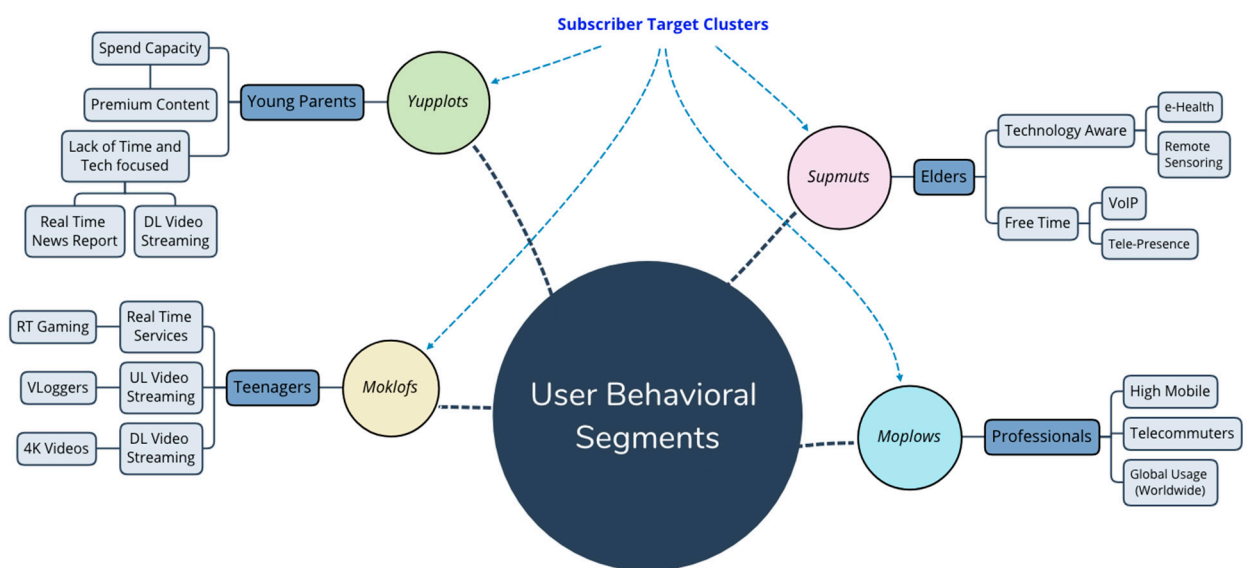 Subscriber Target Clusters
Spend Capacity
Premium Content
Young Parents
Yupplots
Lack of Time and
Tech focused
Real Time
News Report
DL Video
Streaming
Supmuts
Elders
Technology Aware
e-Health
Remote
Sensoring
Free Time
VoIP
Tele-Presence
RT Gaming
Real Time
Services
VLoggers
UL Video
Streaming
4K Videos
DL Video
Streaming
Teenagers
Moklofs
User Behavioral
Segments
Moplows
Professionals
High Mobile
Telecommuters
Global Usage
(Worldwide)